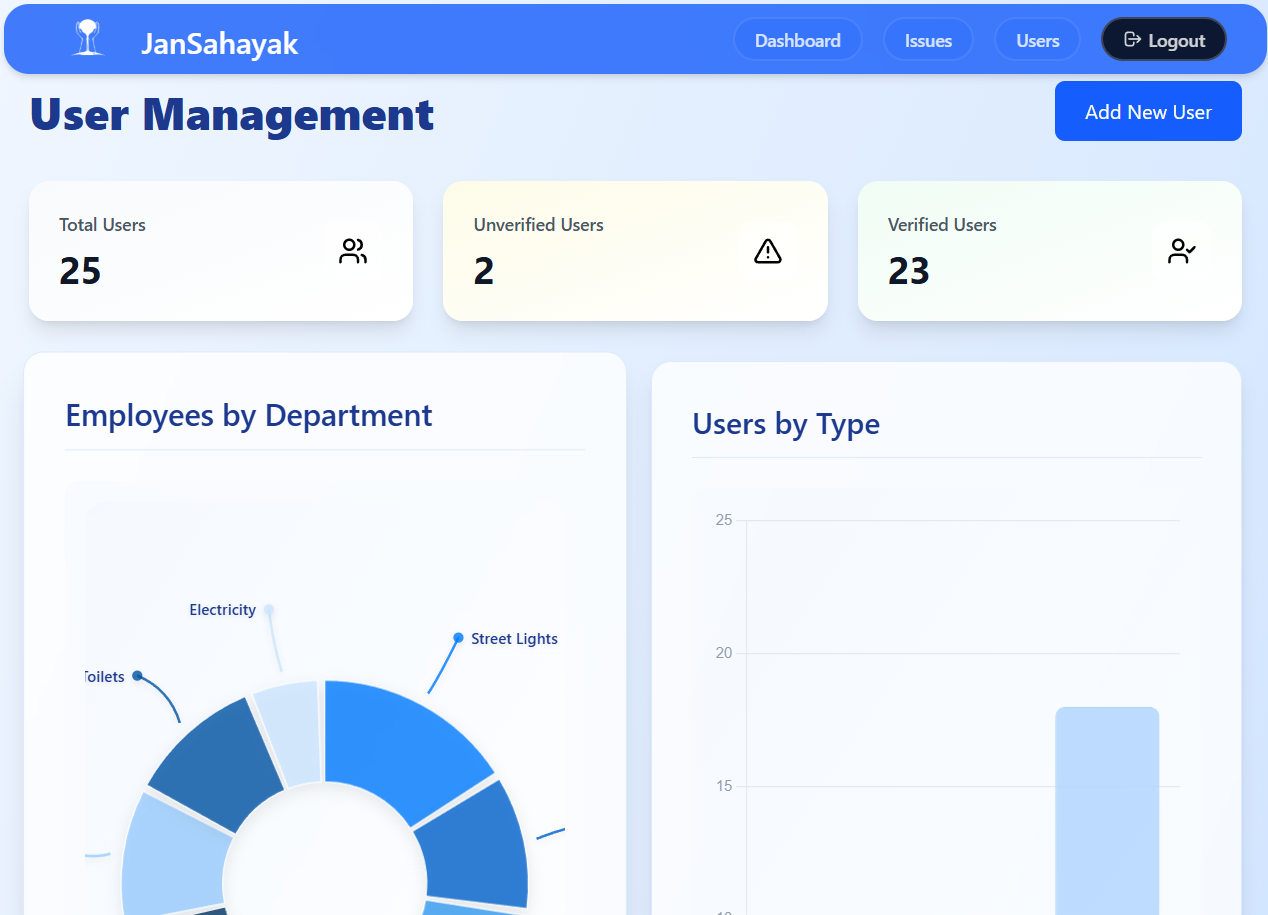 JanSahayak
Dashboard
Issues
Users
Logout
User Management
Add New User
Total Users
25
Unverified Users
2
Verified Users
23
Employees by Department
Electricity
Street Lights
Toilets
Users by Type
25
20
15